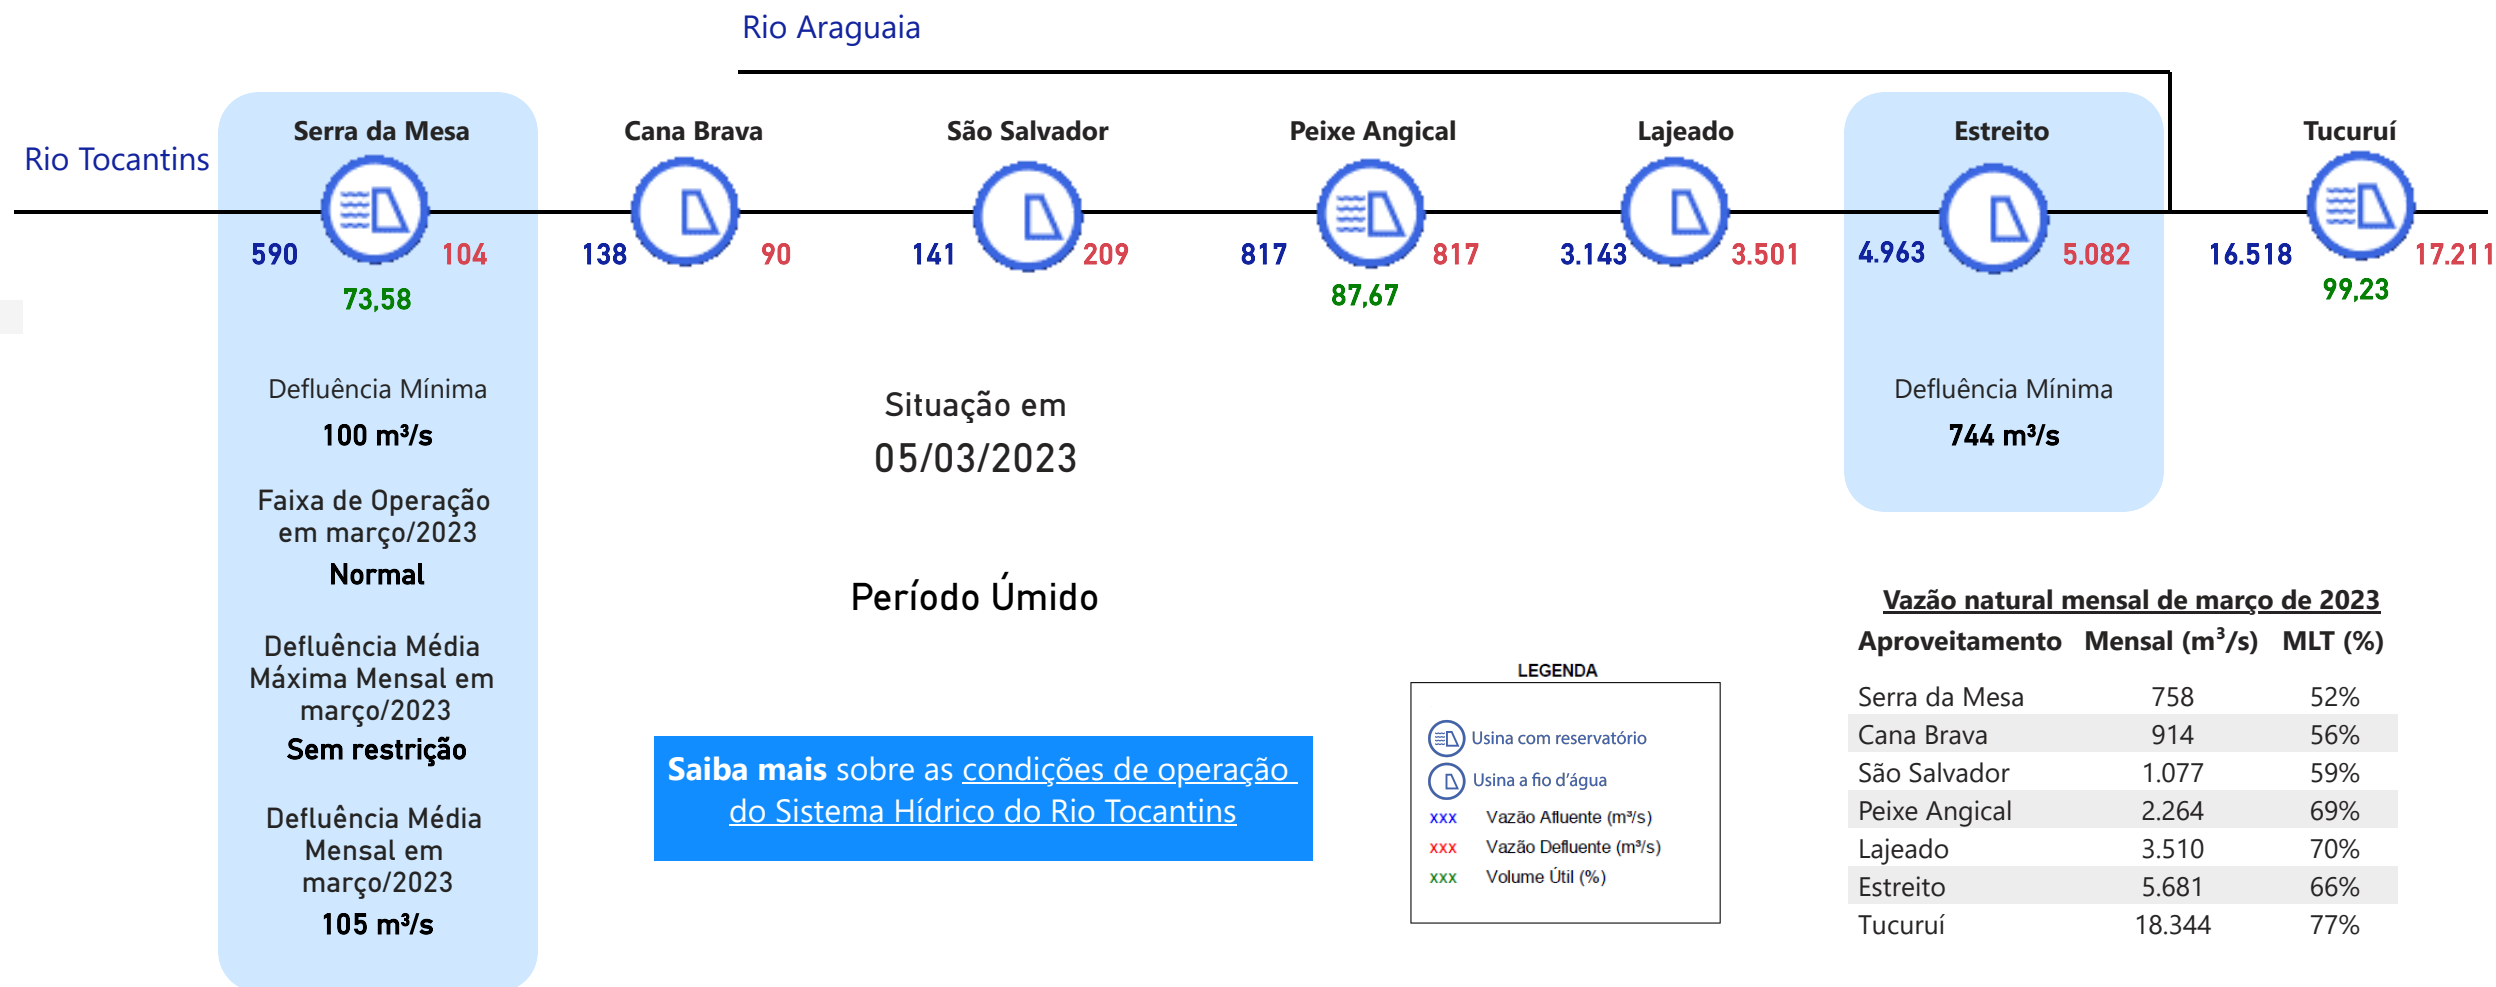 Rio Araguaia
Rio Tocantins
Serra da Mesa
Cana Brava
São Salvador
Peixe Angical
Lajeado
Estreito
Tucuruí
590
104
138
90
141
209
817
817
3.143
3.501
4.963
5.082
16.518
17.211
73,58
87,67
99,23
Defluência Mínima
100 m³/s
Faixa de Operação
em março/2023
Normal
Defluência Média
Máxima Mensal em
março/2023
Sem restrição
Defluência Média
Mensal em
março/2023
105 m³/s
Situação em
05/03/2023
Período Úmido
Saiba mais sobre as condições de operação
do Sistema Hídrico do Rio Tocantins
LEGENDA
Usina com reservatório
Usina a fio d'água
xxx Vazão Afluente (m³/s)
xxx Vazão Defluente (m³/s)
xxx Volume Útil (%)
Defluência Mínima
744 m³/s
Vazão natural mensal de março de 2023
Aproveitamento Mensal (m³/s) MLT (%)
Serra da Mesa 758 52%
Cana Brava 914 56%
São Salvador 1.077 59%
Peixe Angical 2.264 69%
Lajeado 3.510 70%
Estreito 5.681 66%
Tucuruí 18.344 77%